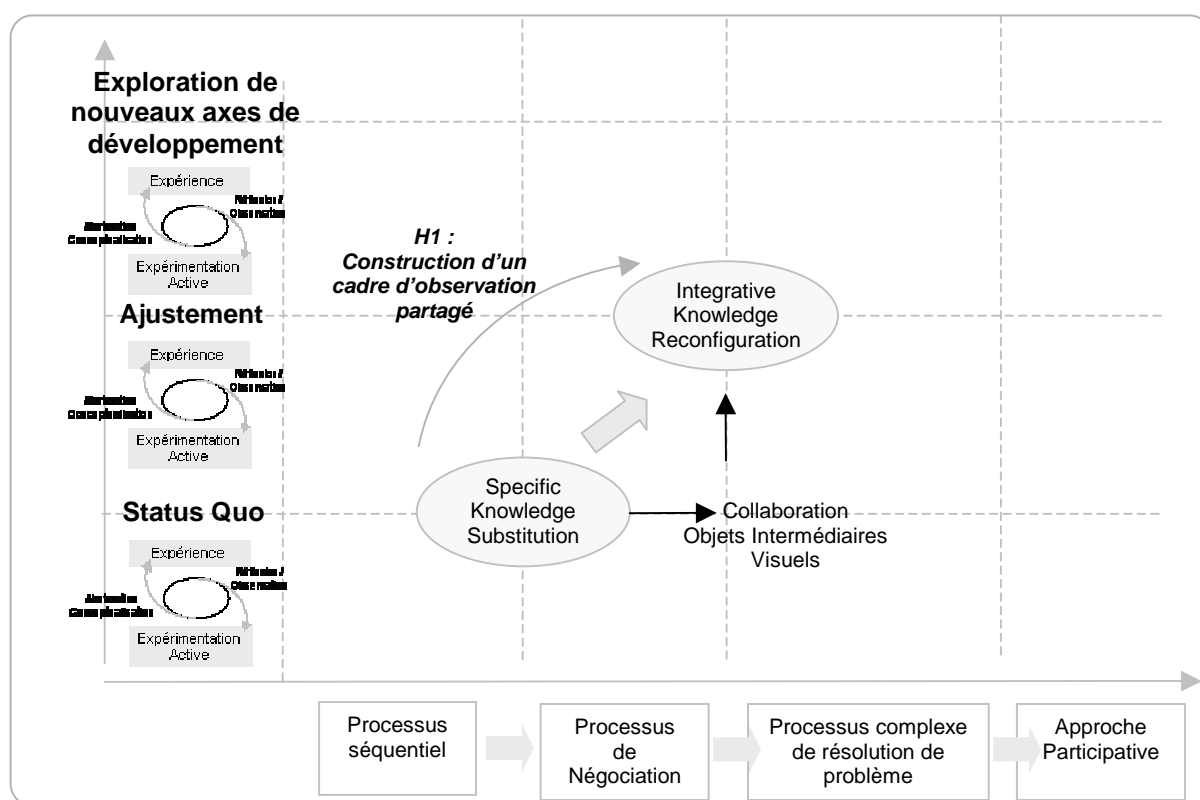 Exploration de
nouveaux axes de
développement
Expérience
Expérimentation
Active
H1 :
Construction d’un
cadre d’observation
partagé
Integrative
Knowledge
Reconfiguration
Ajustement
Expérience
Expérimentation
Active
Specific
Knowledge
Substitution
Status Quo
Collaboration
Objets Intermédiaires
Visuels
Expérience
Expérimentation
Active
Processus
séquentiel
Processus
de
Négociation
Processus complexe
de résolution de
problème
Approche
Participative